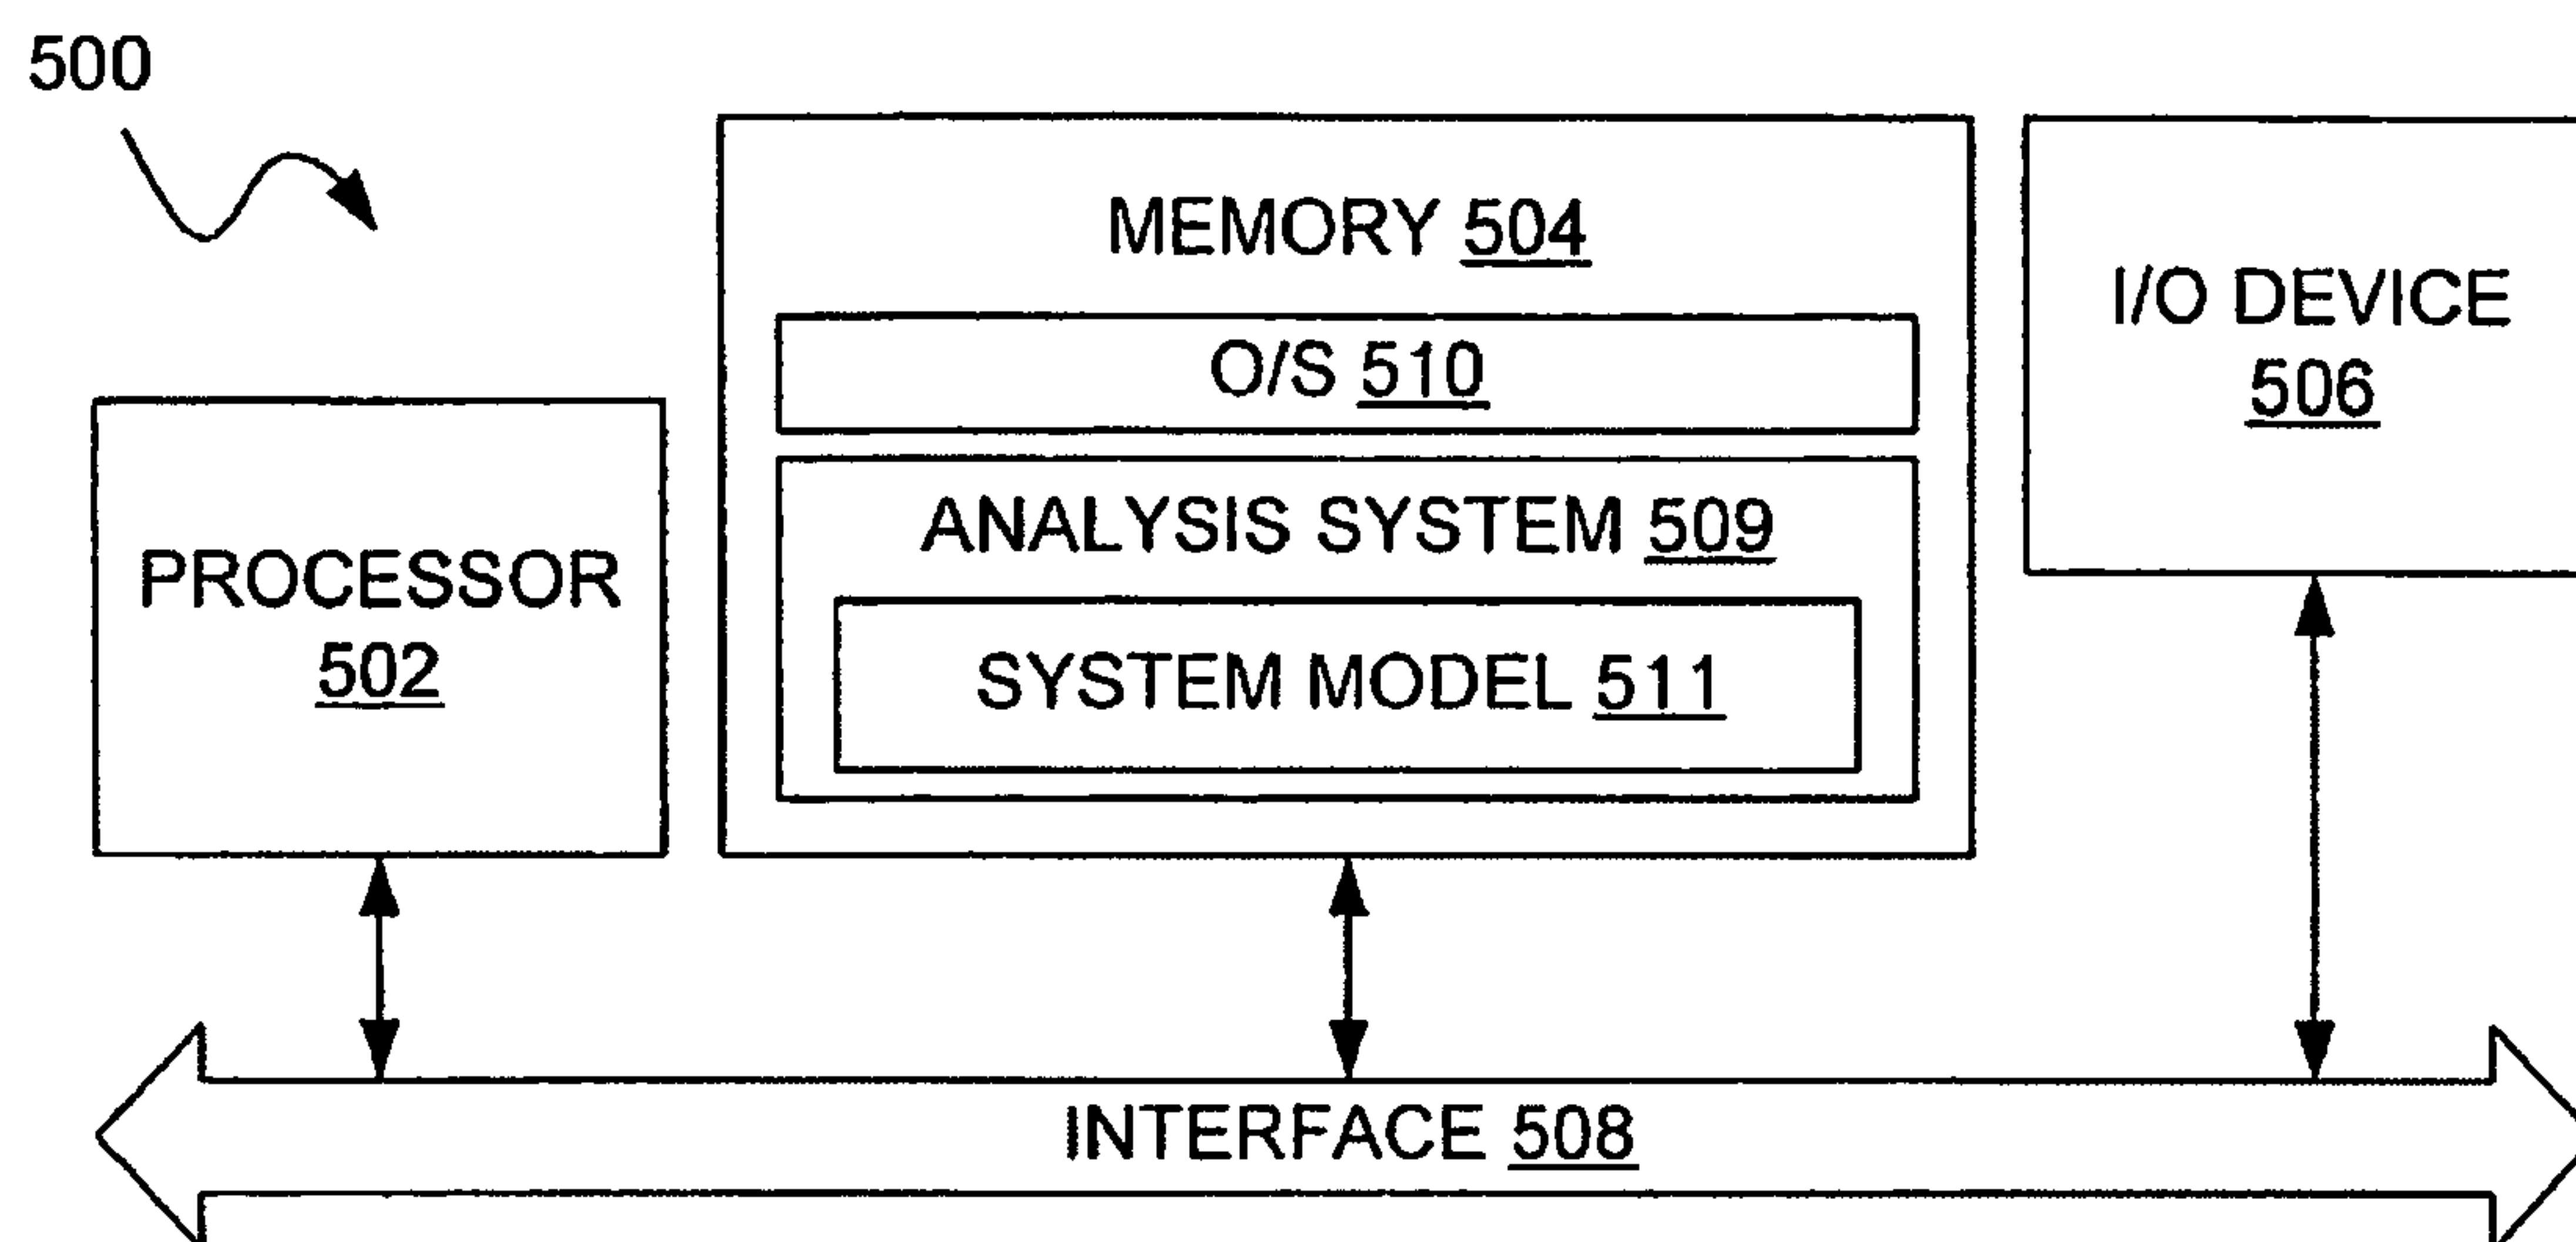 500
MEMORY 504
O/S 510
ANALYSIS SYSTEM 509
SYSTEM MODEL 511
PROCESSOR
502
I/O DEVICE
506
INTERFACE 508